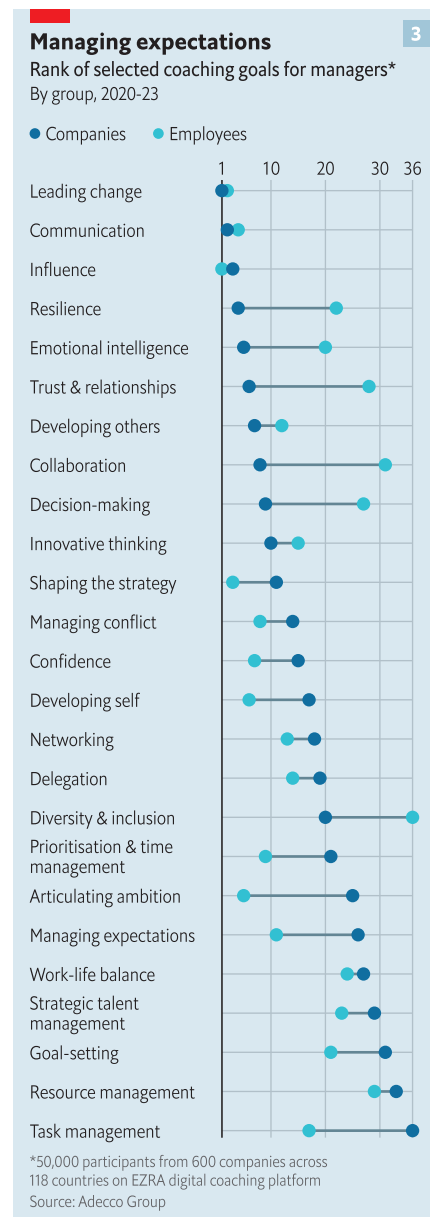 3
Managing expectations
Rank of selected coaching goals for managers*
By group, 2020-23
Companies Employees
1 10 20 30 36
Leading change
Communication
Influence
Resilience
Emotional intelligence
Trust & relationships
Developing others
Collaboration
Decision-making
Innovative thinking
Shaping the strategy
Managing conflict
Confidence
Developing self
Networking
Delegation
Diversity & inclusion
Prioritisation & time
management
Articulating ambition
Managing expectations
Work-life balance
Strategic talent
management
Goal-setting
Resource management
Task management
*50,000 participants from 600 companies across
118 countries on EZRA digital coaching platform
Source: Adecco Group